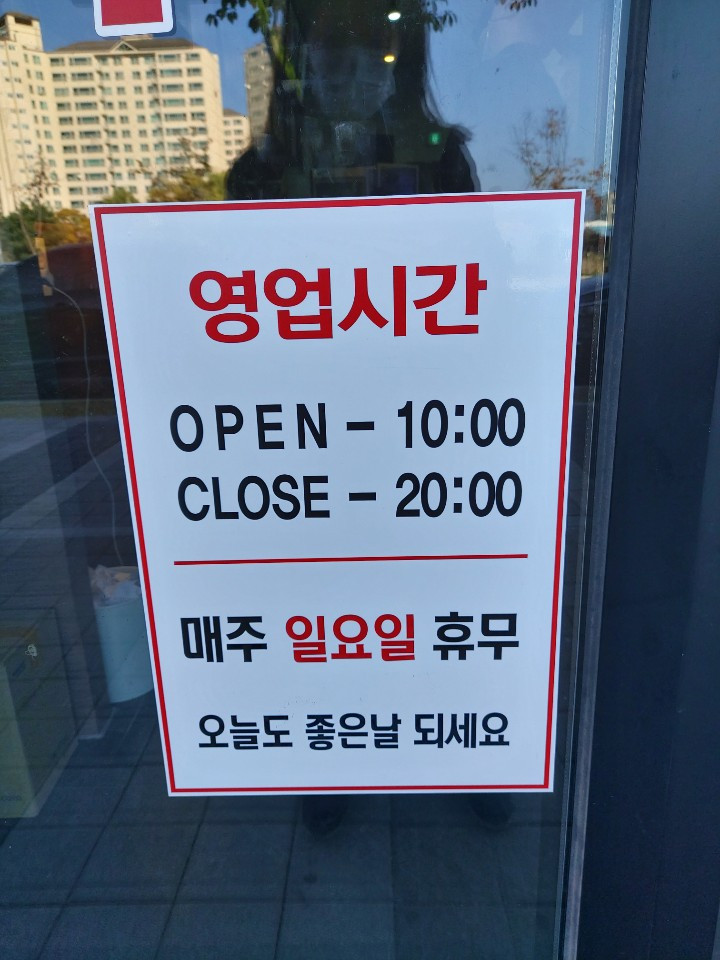 영업시간
OPEN - 10:00
CLOSE - 20:00
매주 일요일 휴무
오늘도 좋은날 되세요